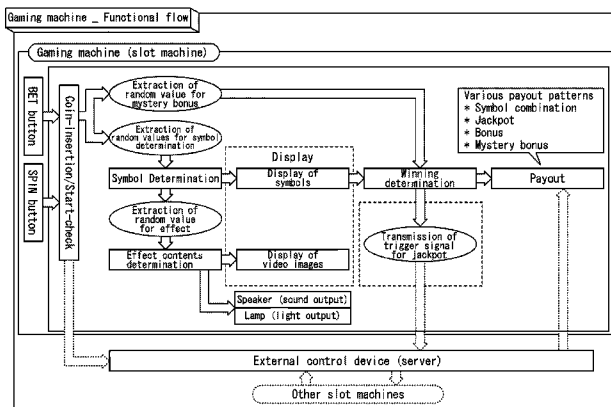 Gaming machine _ Functional flow
Gaming machine (slot machine)
BET button
SPIN button
Coin-insertion/Start-check
Extraction of
random value for
mystery bonus
Extraction of
random values for symbol
determination
Symbol Determination
Extraction of
random value
for effect
Effect contents
determination
Display
Display of
symbols
Display of
video images
Speaker (sound output)
Lamp (light output)
Winning
determination
Transmission of
trigger signal
for jackpot
Various payout patterns
* Symbol combination
* Jackpot
* Bonus
* Mystery bonus
Payout
External control device (server)
Other slot machines